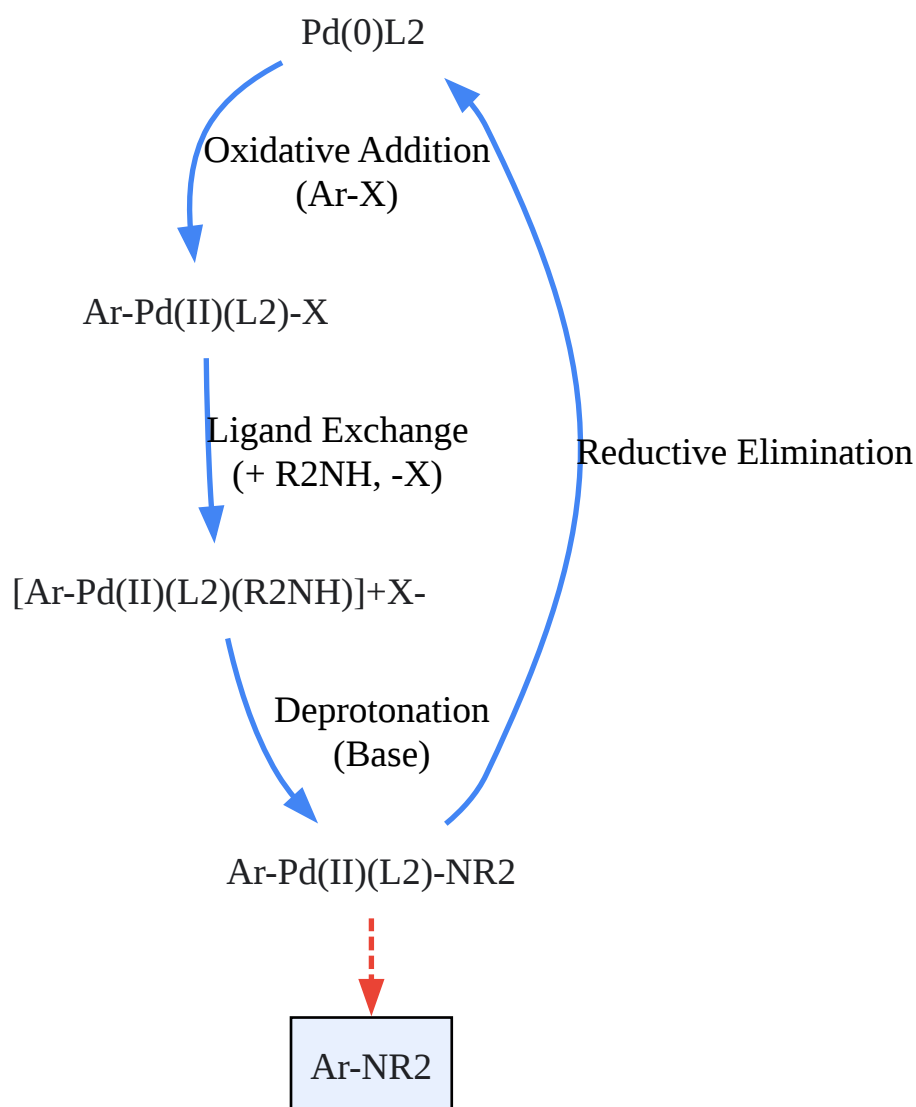 Pd(0)L2
Oxidative Addition
(Ar-X)
Ar-Pd(II)(L2)-X
Ligand Exchange
(+ R2NH, -X)
Reductive Elimination
[Ar-Pd(II)(L2)(R2NH)]+X-
Deprotonation
(Base)
Ar-Pd(II)(L2)-NR2
Ar-NR2